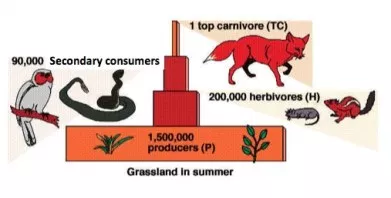 1 top carnivore (TC)
90,000 Secondary consumers
200,000 herbivores (H)
1,500,000
producers (P)
Grassland in summer